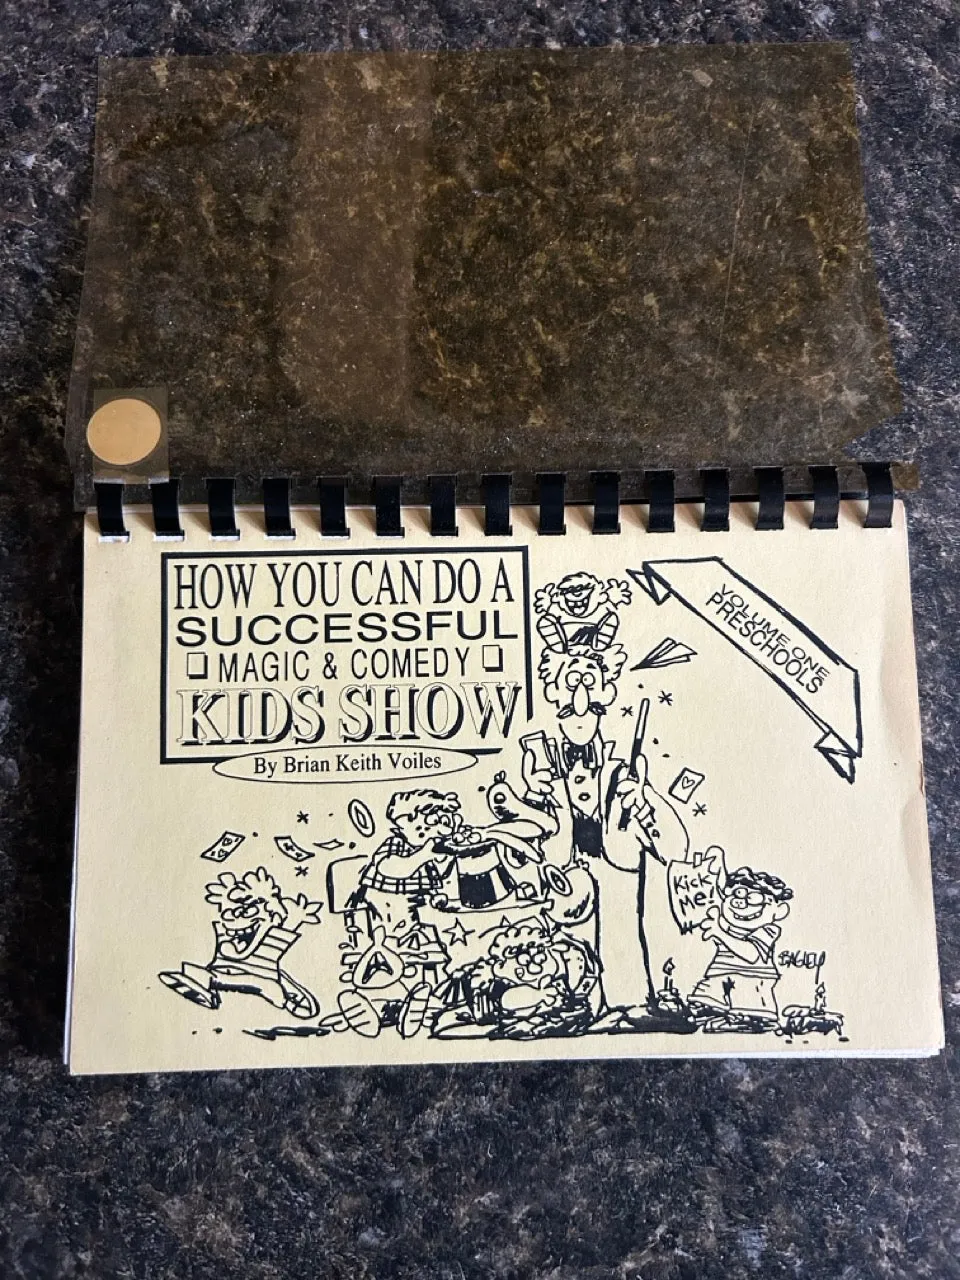 HOW YOU CAN DO A
SUCCESSFUL
MAGIC & COMEDY
KIDS SHOW
By Brian Keith Voiles
VOLUME ONE
PRESCHOOLS
Kick
Me!
BAGLEY